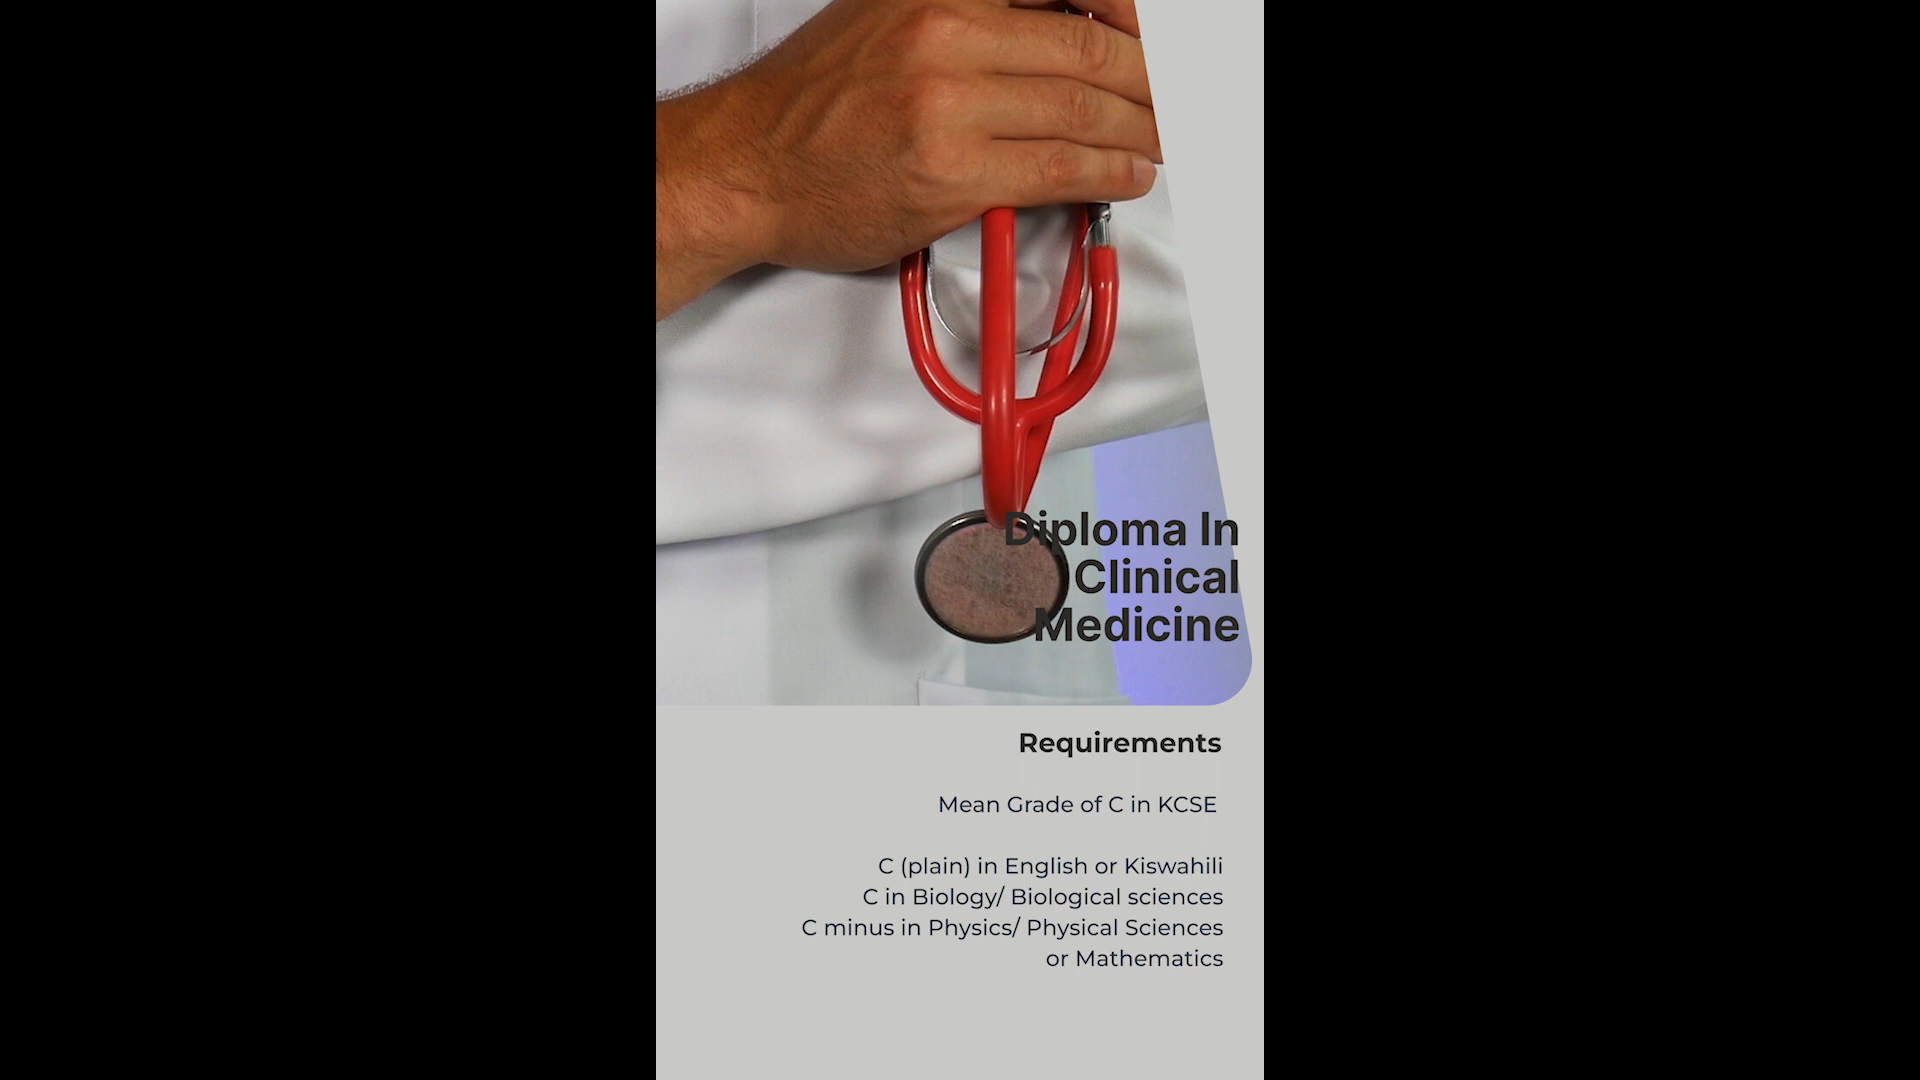 Diploma In
Clinical
Medicine
Requirements
Mean Grade of C in KCSE
C (plain) in English or Kiswahili
C in Biology/ Biological sciences
C minus in Physics/ Physical Sciences
or Mathematics